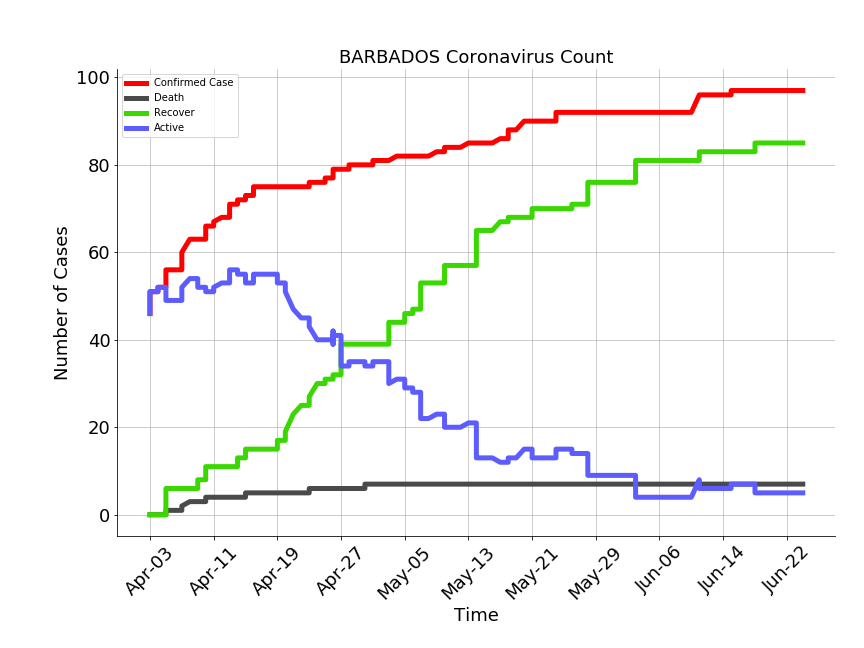 BARBADOS Coronavirus Count
Confirmed Case
Death
Recover
Active
Number of Cases
100
80
60
40
20
0
Apr-03 Apr-11 Apr-19 Apr-27 May-05 May-13 May-21 May-29 Jun-06 Jun-14 Jun-22
Time